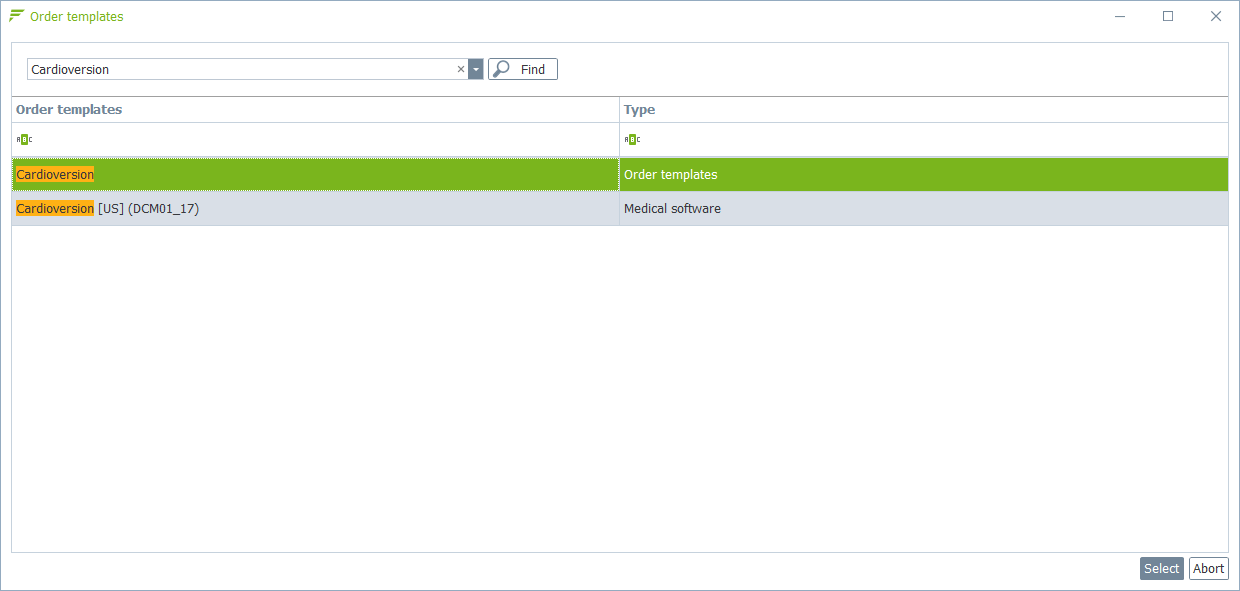 Order templates
Cardioversion
Find
Order templates Type
ABC ABC
Cardioversion Order templates
Cardioversion [US] (DCM01_17) Medical software
Select Abort